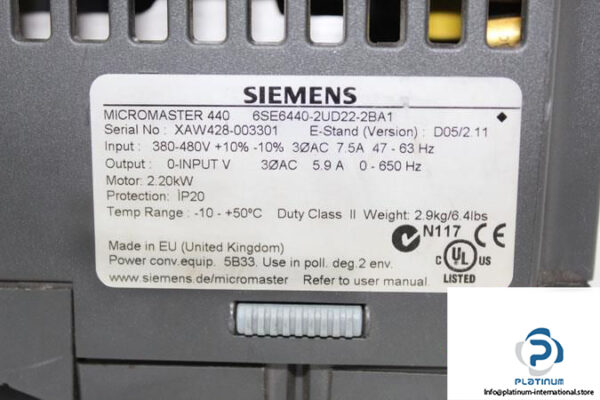 SIEMENS
MICROMASTER 440 6SE6440-2UD22-2BA1
Serial No : XAW428-003301 E-Stand (Version) : D05/2.11
Input : 380-480V +10% -10% 3ØAC 7.5A 47 - 63 Hz
Output : 0-INPUT V 3ØAC 5.9 A 0 - 650 Hz
Motor: 2.20kW
Protection: IP20
Temp Range : -10 - +50°C Duty Class II Weight: 2.9kg/6.4lbs
N117 CE
Made in EU (United Kingdom)
Power conv.equip. 5B33. Use in poll. deg.2 env.
C UL US
www.siemens.de/micromaster Refer to user manual.
LISTED
PLATINUM
Info@platinum-international.store